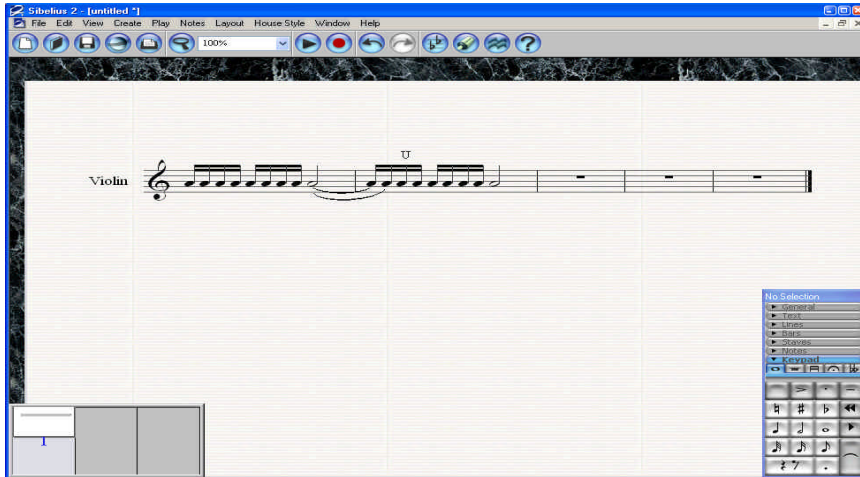 Sibelius 2 - [untitled *]
File Edit View Create Play Notes Layout House Style Window Help
100%
U
Violin
No Selection
General
Text
Lines
Bars
Staves
Notes
Keypad
1